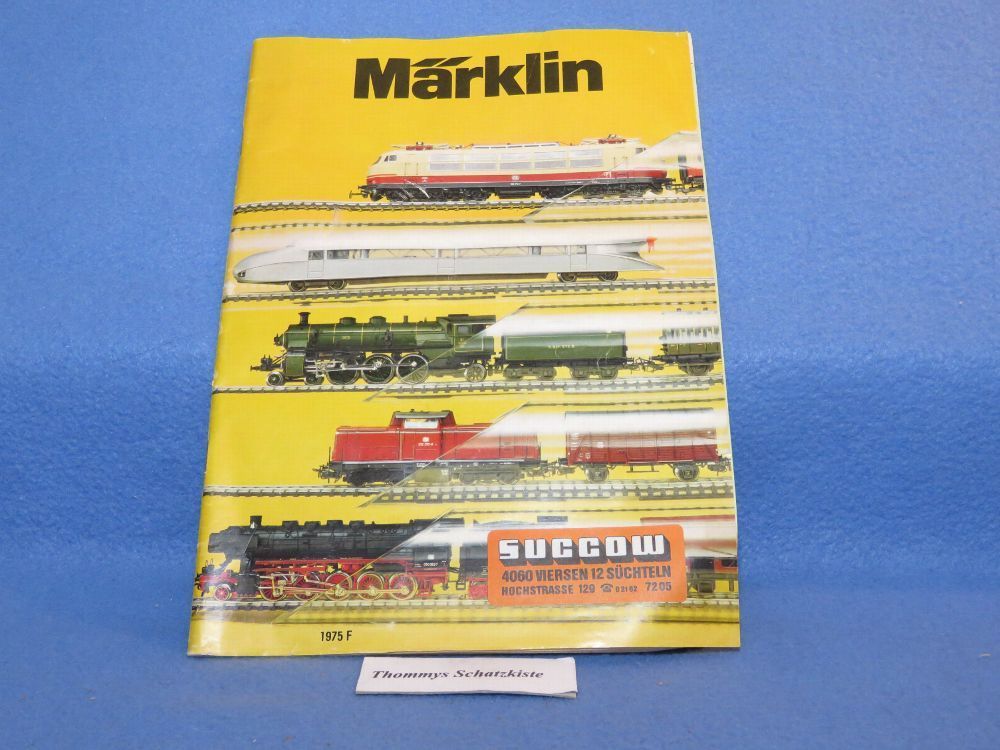 Märklin
SUCCOW
4060 VIERSEN 12 SÜCHTELN
HOCHSTRASSE 129 ☎ 02162 7205
1975 F
Thommys Schatzkiste